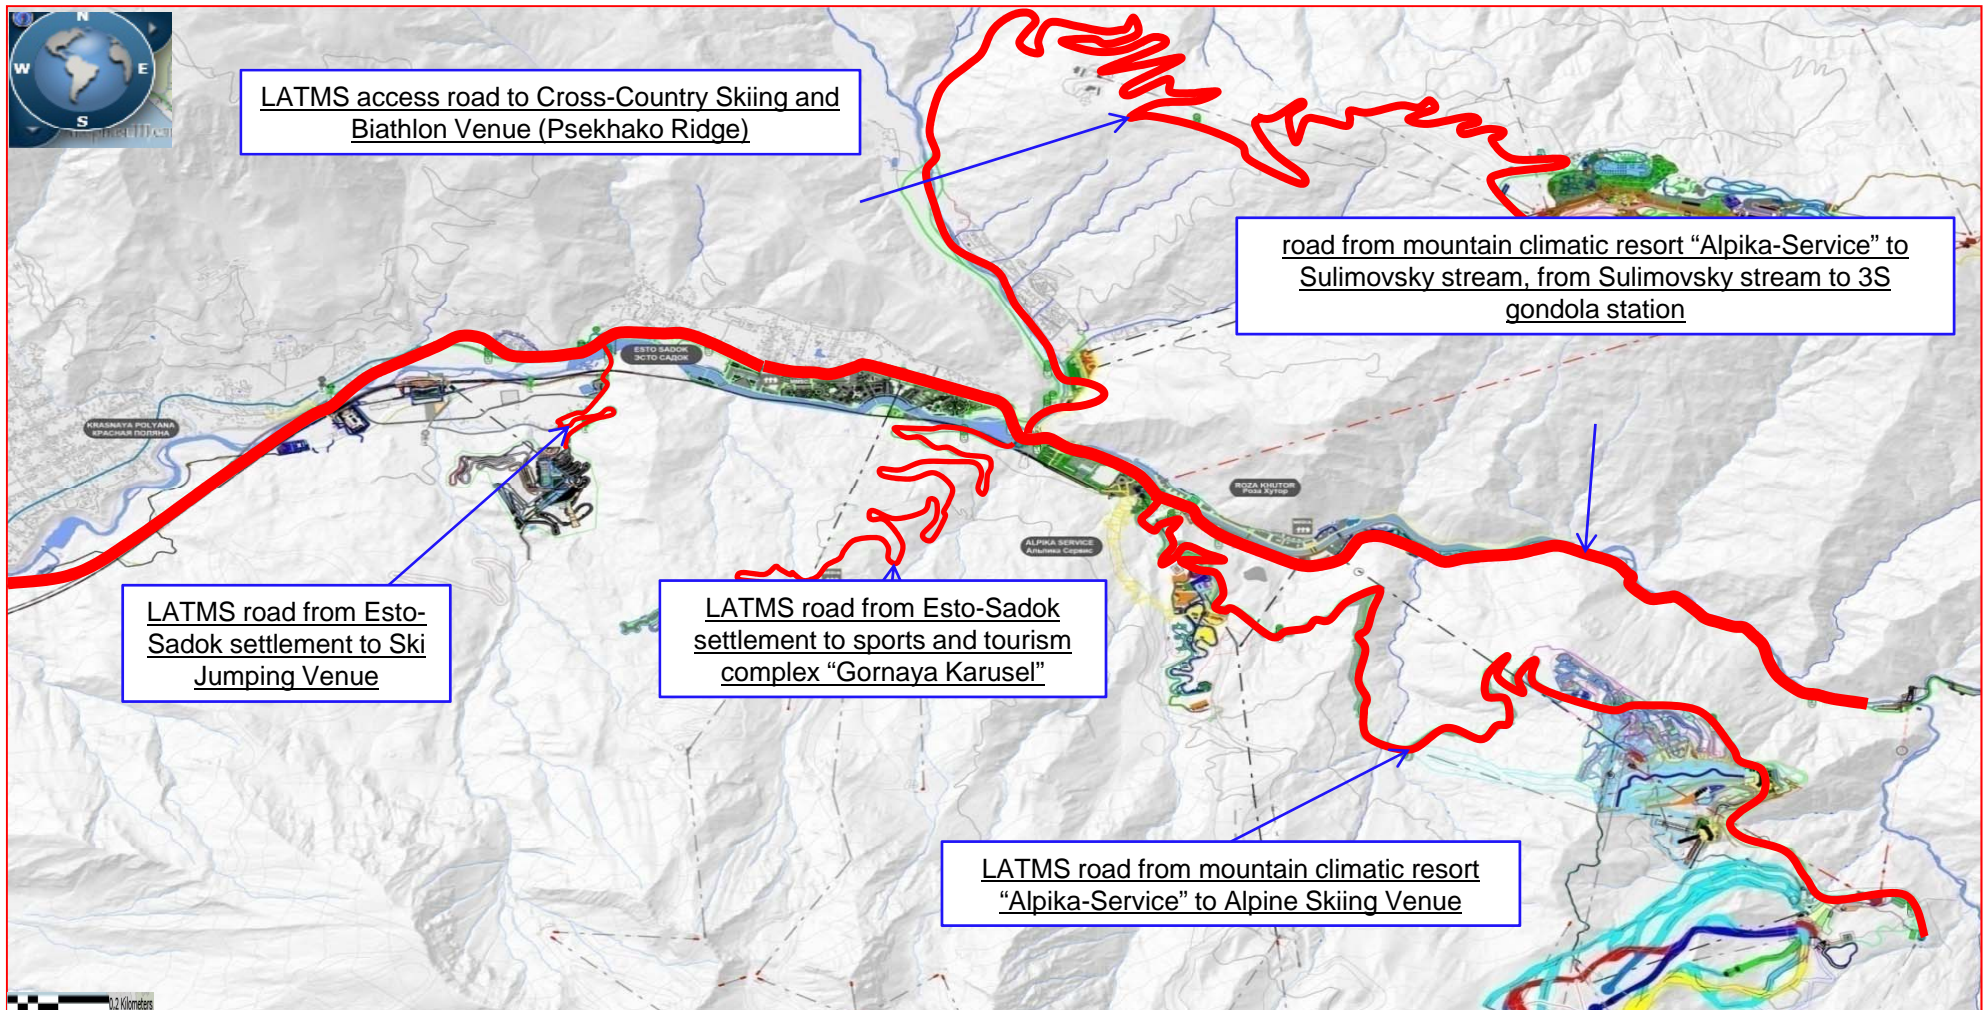 N
W
E
S
LATMS access road to Cross-Country Skiing and
Biathlon Venue (Psekhako Ridge)
road from mountain climatic resort “Alpika-Service” to
Sulimovsky stream, from Sulimovsky stream to 3S
gondola station
ESTO SADOK
ЭСТО САДОК
KRASNAYA POLYANA
КРАСНАЯ ПОЛЯНА
ROZA KHUTOR
Роза Хутор
ALPIKA SERVICE
Альпика Сервис
LATMS road from Esto-
Sadok settlement to Ski
Jumping Venue
LATMS road from Esto-Sadok
settlement to sports and tourism
complex “Gornaya Karusel”
LATMS road from mountain climatic resort
“Alpika-Service” to Alpine Skiing Venue
0.2 Kilometers